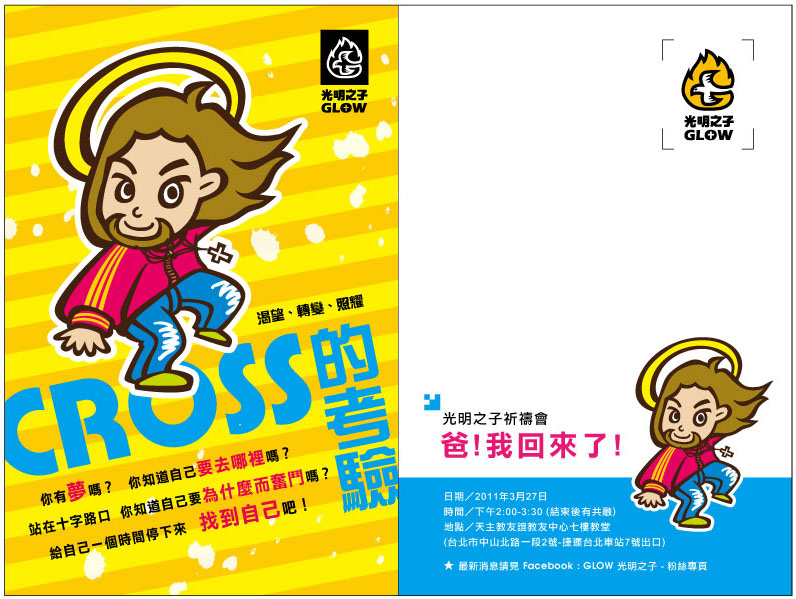 光明之子
GLOW
渴望、轉變、照耀
CROSS的考驗
你有夢嗎？ 你知道自己要去哪裡嗎？
站在十字路口 你知道自己要為什麼而奮鬥嗎？
給自己一個時間停下來 找到自己吧！
光明之子
GLOW
光明之子祈禱會
爸！我回來了！
日期／2011年3月27日
時間／下午2:00-3:30 (結束後有共融)
地點／天主教友誼教友中心七樓教堂
(台北市中山北路一段2號-捷運台北車站7號出口)
★ 最新消息請見 Facebook：GLOW 光明之子 - 粉絲專頁